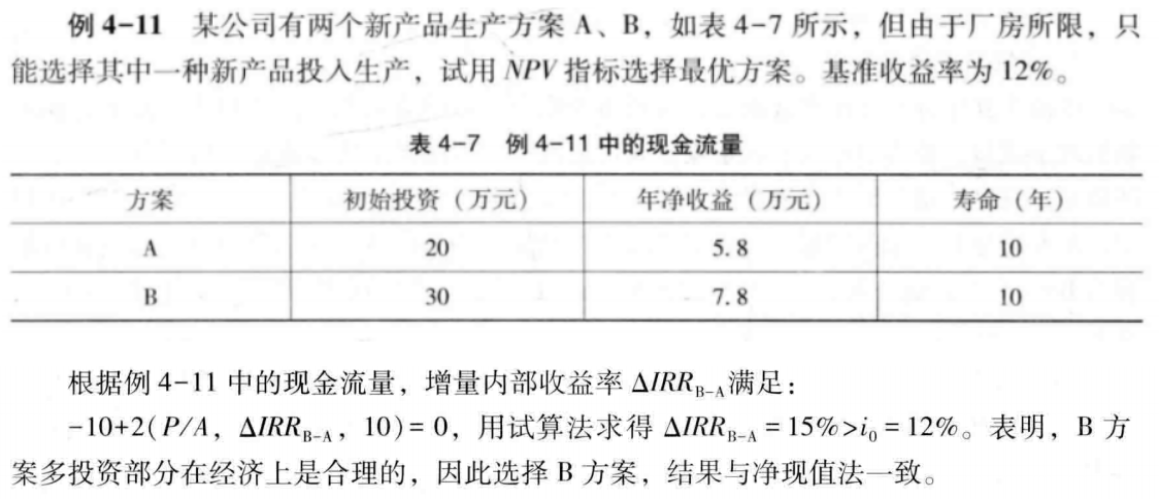 例4-11 某公司有两个新产品生产方案 A、B，如表 4-7 所示，但由于厂房所限，只
能选择其中一种新产品投入生产，试用 NPV 指标选择最优方案。基准收益率为 12%。
表 4-7 例 4-11 中的现金流量
方案 初始投资（万元） 年净收益（万元） 寿命（年）
A 20 5.8 10
B 30 7.8 10
根据例 4-11 中的现金流量，增量内部收益率 ΔIRR_B-A满足：
-10+2(P/A，ΔIRR_B-A，10)=0，用试算法求得 ΔIRR_B-A=15%>i₀=12%。表明，B 方
案多投资部分在经济上是合理的，因此选择 B 方案，结果与净现值法一致。